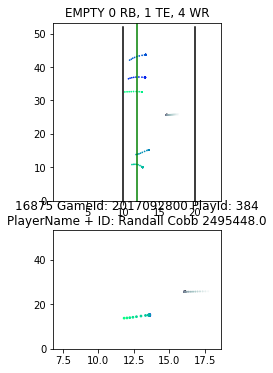 EMPTY 0 RB, 1 TE, 4 WR
50
40
30
20
10
0
5 10 15 20
16875 GameId: 2017092800 PlayId: 384
PlayerName + ID: Randall Cobb 2495448.0
40
20
0
7.5 10.0 12.5 15.0 17.5